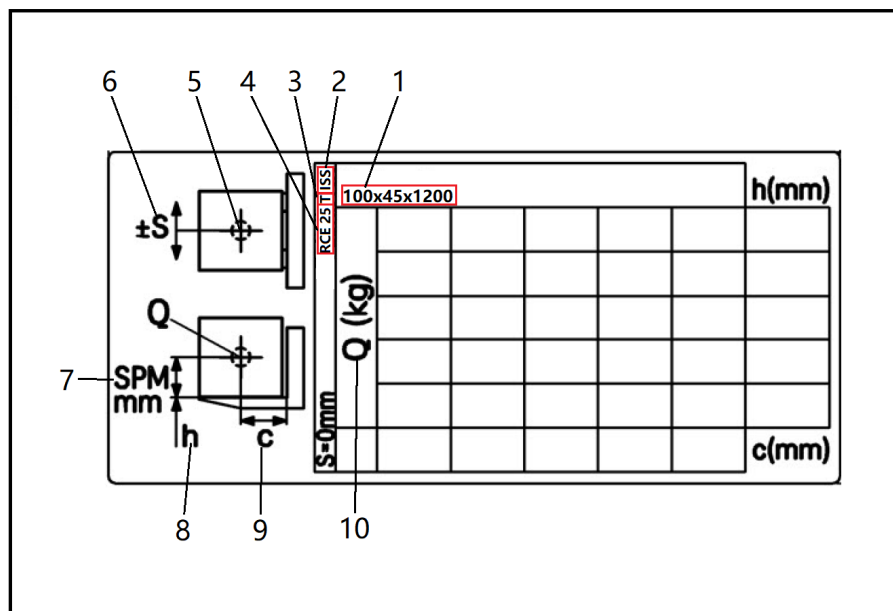 6 5 4 3 2 1
±S
Q
7 SPM
mm
h
c
8 9 10
RCE 25 T ISS
S=0mm
100x45x1200
Q (kg)
h(mm)
c(mm)